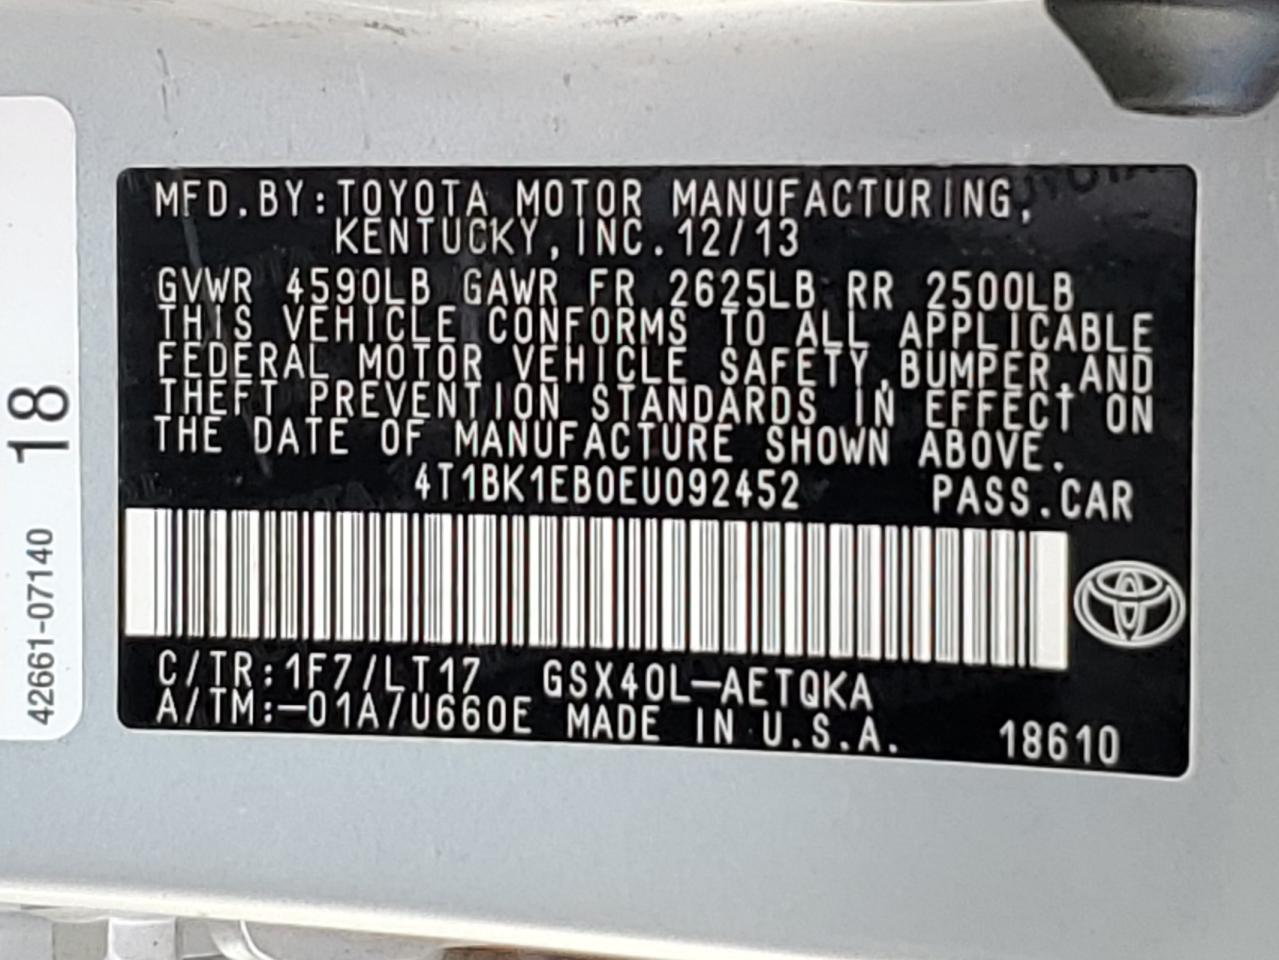 MFD.BY:TOYOTA MOTOR MANUFACTURING,
KENTUCKY,INC.12/13
GVWR 4590LB GAWR FR 2625LB RR 2500LB
THIS VEHICLE CONFORMS TO ALL APPLICABLE
FEDERAL MOTOR VEHICLE SAFETY,BUMPER,AND
THEFT PREVENTION STANDARDS IN EFFECT ON
THE DATE OF MANUFACTURE SHOWN ABOVE.
4T1BK1EB0EU092452 PASS.CAR
C/TR:1F7/LT17 GSX40L-AETQKA
A/TM:-01A/U660E MADE IN U.S.A. 18610
42661-07140 18